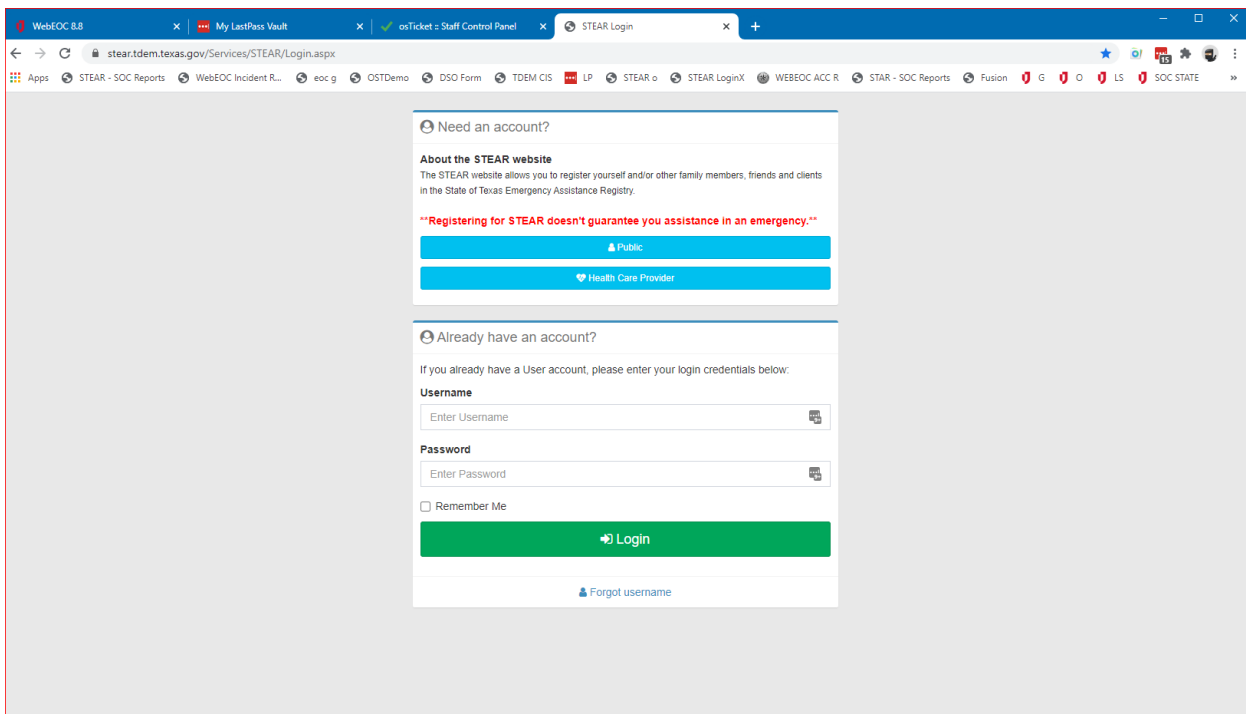 WebEOC 8.8
My LastPass Vault
osTicket :: Staff Control Panel
STEAR Login
stear.tdem.texas.gov/Services/STEAR/Login.aspx
15
Apps STEAR - SOC Reports WebEOC Incident R... eoc g OSTDemo DSO Form TDEM CIS LP STEAR o STEAR LoginX WEBEOC ACC R STAR - SOC Reports Fusion G O LS SOC STATE »
Need an account?
About the STEAR website
The STEAR website allows you to register yourself and/or other family members, friends and clients
in the State of Texas Emergency Assistance Registry.
**Registering for STEAR doesn't guarantee you assistance in an emergency.**
Public
Health Care Provider
Already have an account?
If you already have a User account, please enter your login credentials below:
Username
Enter Username
Password
Enter Password
Remember Me
Login
Forgot username